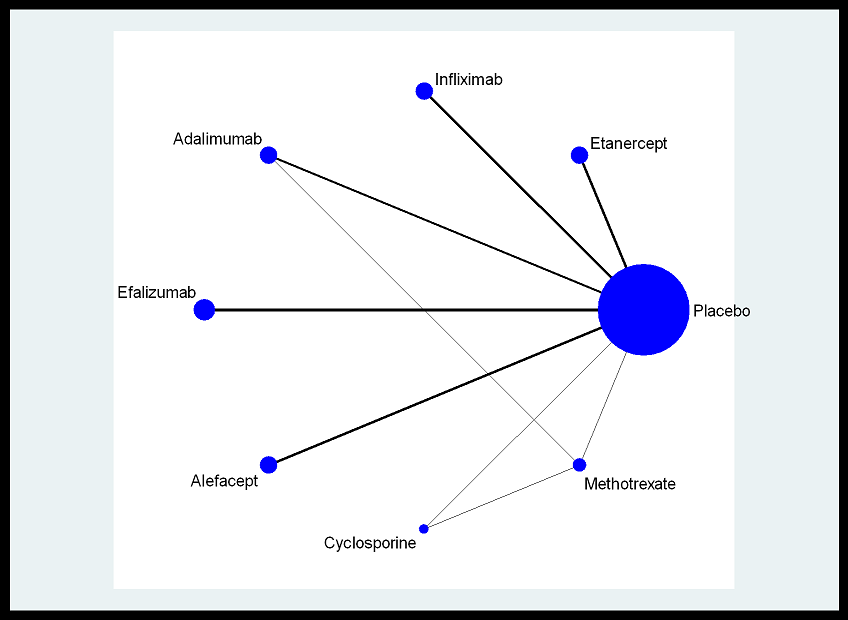 Infliximab
Adalimumab
Etanercept
Efalizumab
Placebo
Alefacept
Methotrexate
Cyclosporine